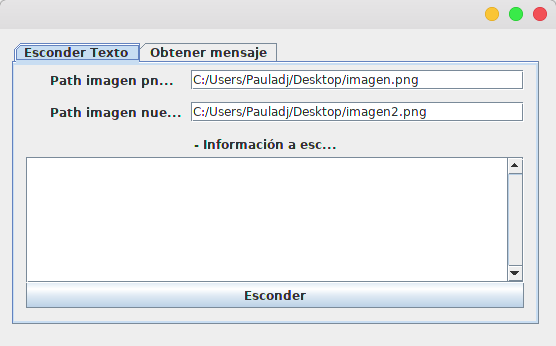 Esconder Texto Obtener mensaje
Path imagen pn... C:/Users/Pauladj/Desktop/imagen.png
Path imagen nue... C:/Users/Pauladj/Desktop/imagen2.png
- Información a esc...
Esconder